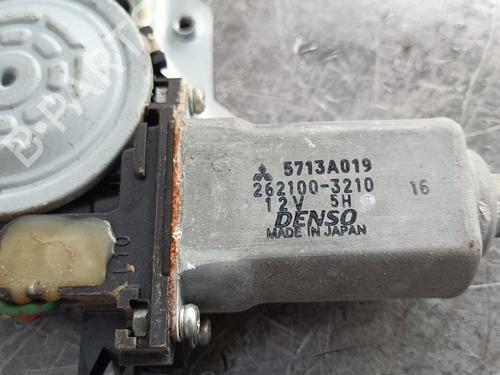 B-PARTS
5713A019
262100-3210
16
12V 5H
DENSO
MADE IN JAPAN